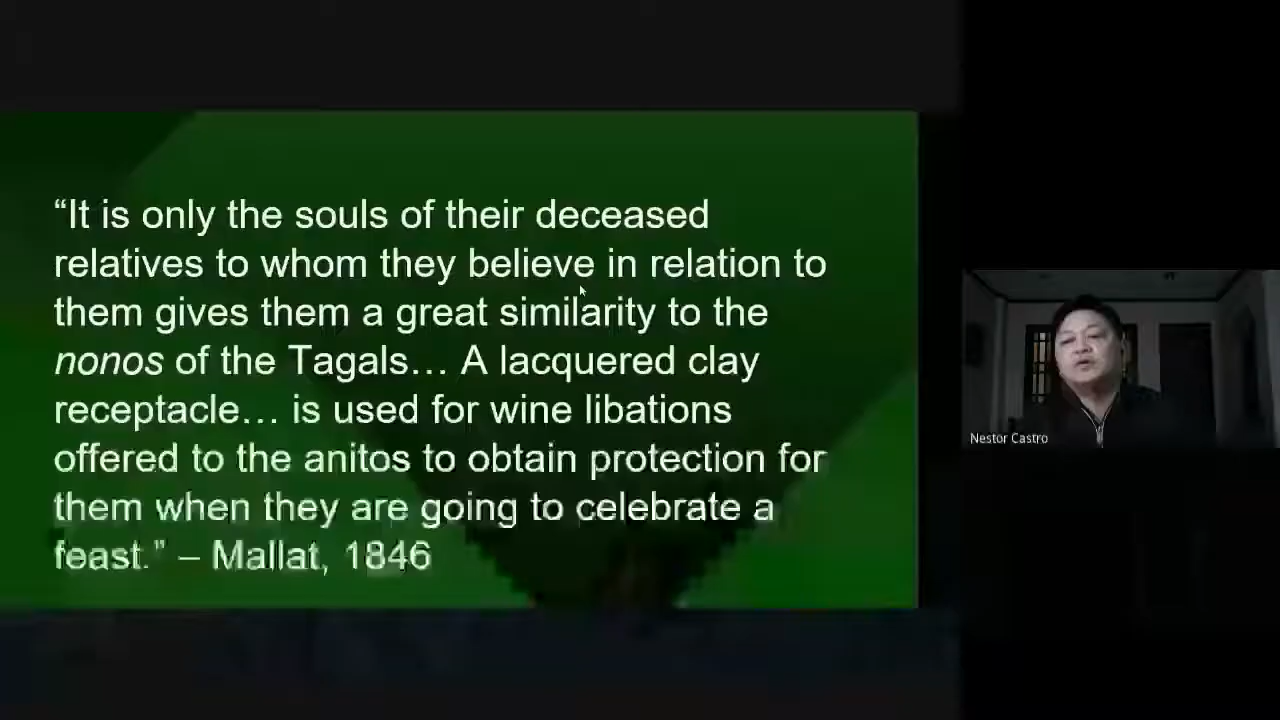 “It is only the souls of their deceased
relatives to whom they believe in relation to
them gives them a great similarity to the
nonos of the Tagals… A lacquered clay
receptacle… is used for wine libations
offered to the anitos to obtain protection for
them when they are going to celebrate a
feast.” – Mallat, 1846
Nestor Castro